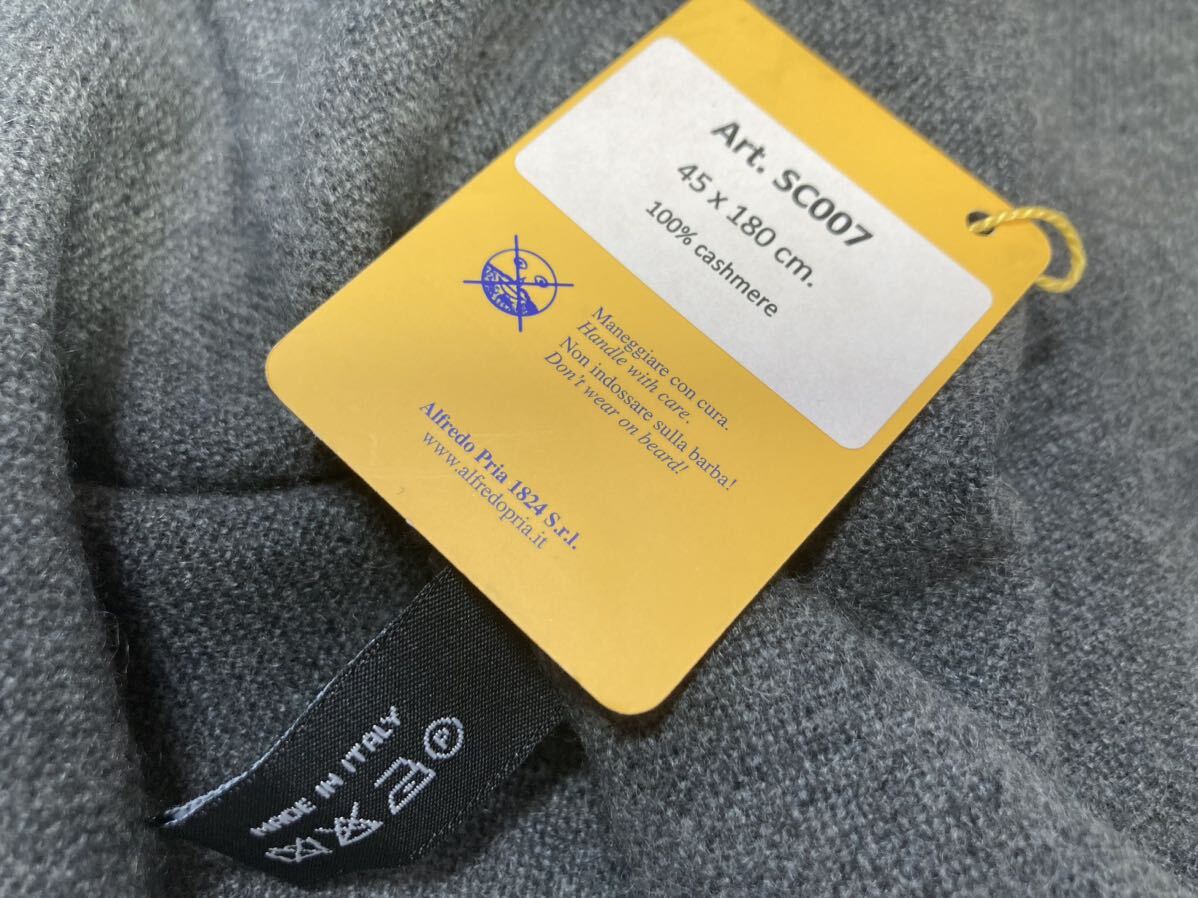 Art. SC007
45 x 180 cm.
100% cashmere
Maneggiare con cura.
Handle with care.
Non indossare sulla barba!
Don't wear on beard!
Alfredo Pria 1824 S.r.l.
www.alfredopria.it
MADE IN ITALY
P